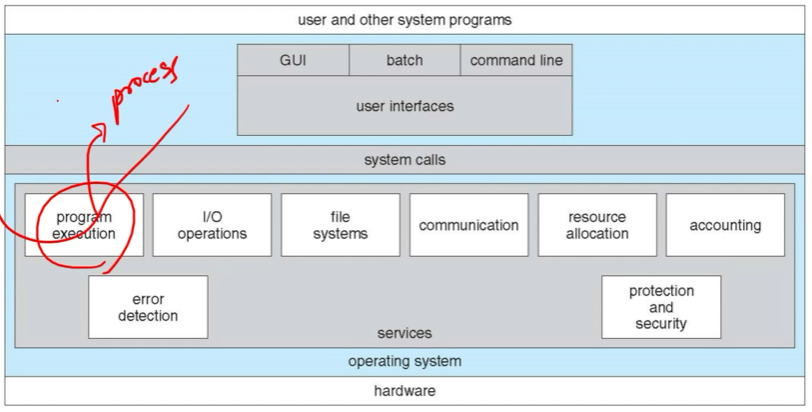 user and other system programs
GUI
batch
command line
user interfaces
process
system calls
program
execution
I/O
operations
file
systems
communication
resource
allocation
accounting
error
detection
protection
and
security
services
operating system
hardware